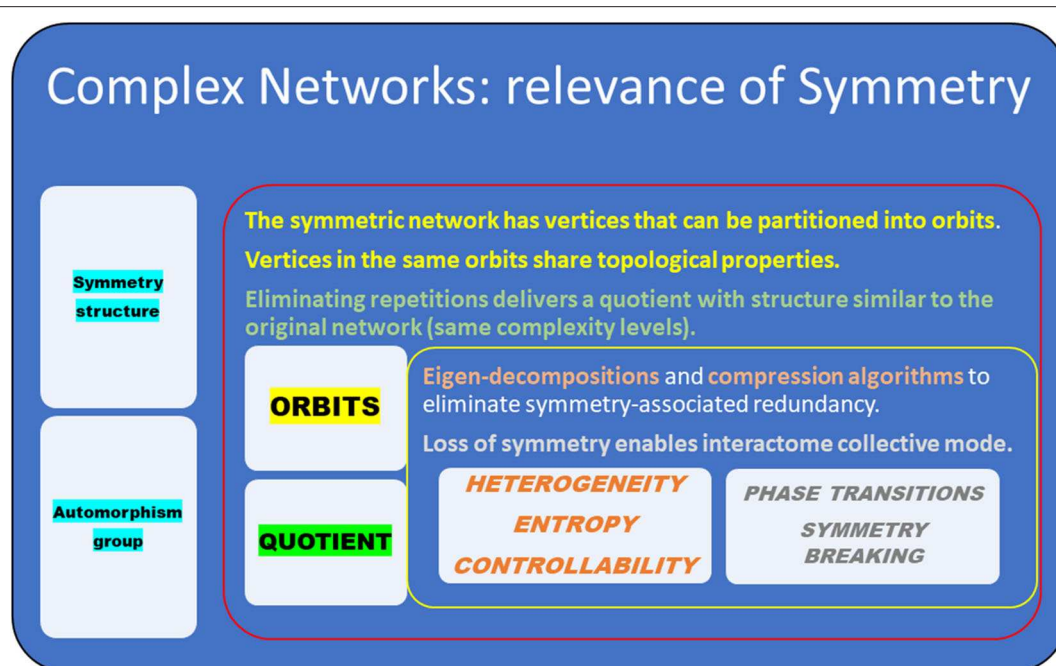 Complex Networks: relevance of Symmetry
Symmetry
structure
Automorphism
group
The symmetric network has vertices that can be partitioned into orbits.
Vertices in the same orbits share topological properties.
Eliminating repetitions delivers a quotient with structure similar to the
original network (same complexity levels).
ORBITS
QUOTIENT
Eigen-decompositions and compression algorithms to
eliminate symmetry-associated redundancy.
Loss of symmetry enables interactome collective mode.
HETEROGENEITY
ENTROPY
CONTROLLABILITY
PHASE TRANSITIONS
SYMMETRY
BREAKING